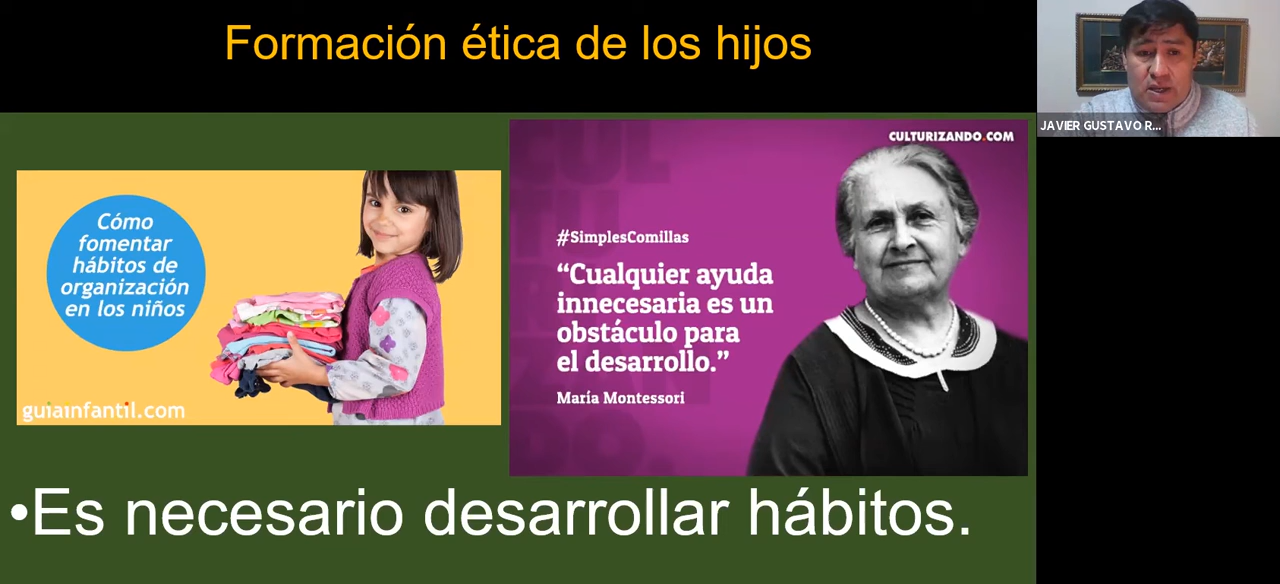 Formación ética de los hijos
JAVIER GUSTAVO R...
Cómo
fomentar
hábitos de
organización
en los niños
guiainfantil.com
CULTURIZANDO.COM
#SimplesComillas
“Cualquier ayuda
innecesaria es un
obstáculo para
el desarrollo.”
María Montessori
•Es necesario desarrollar hábitos.